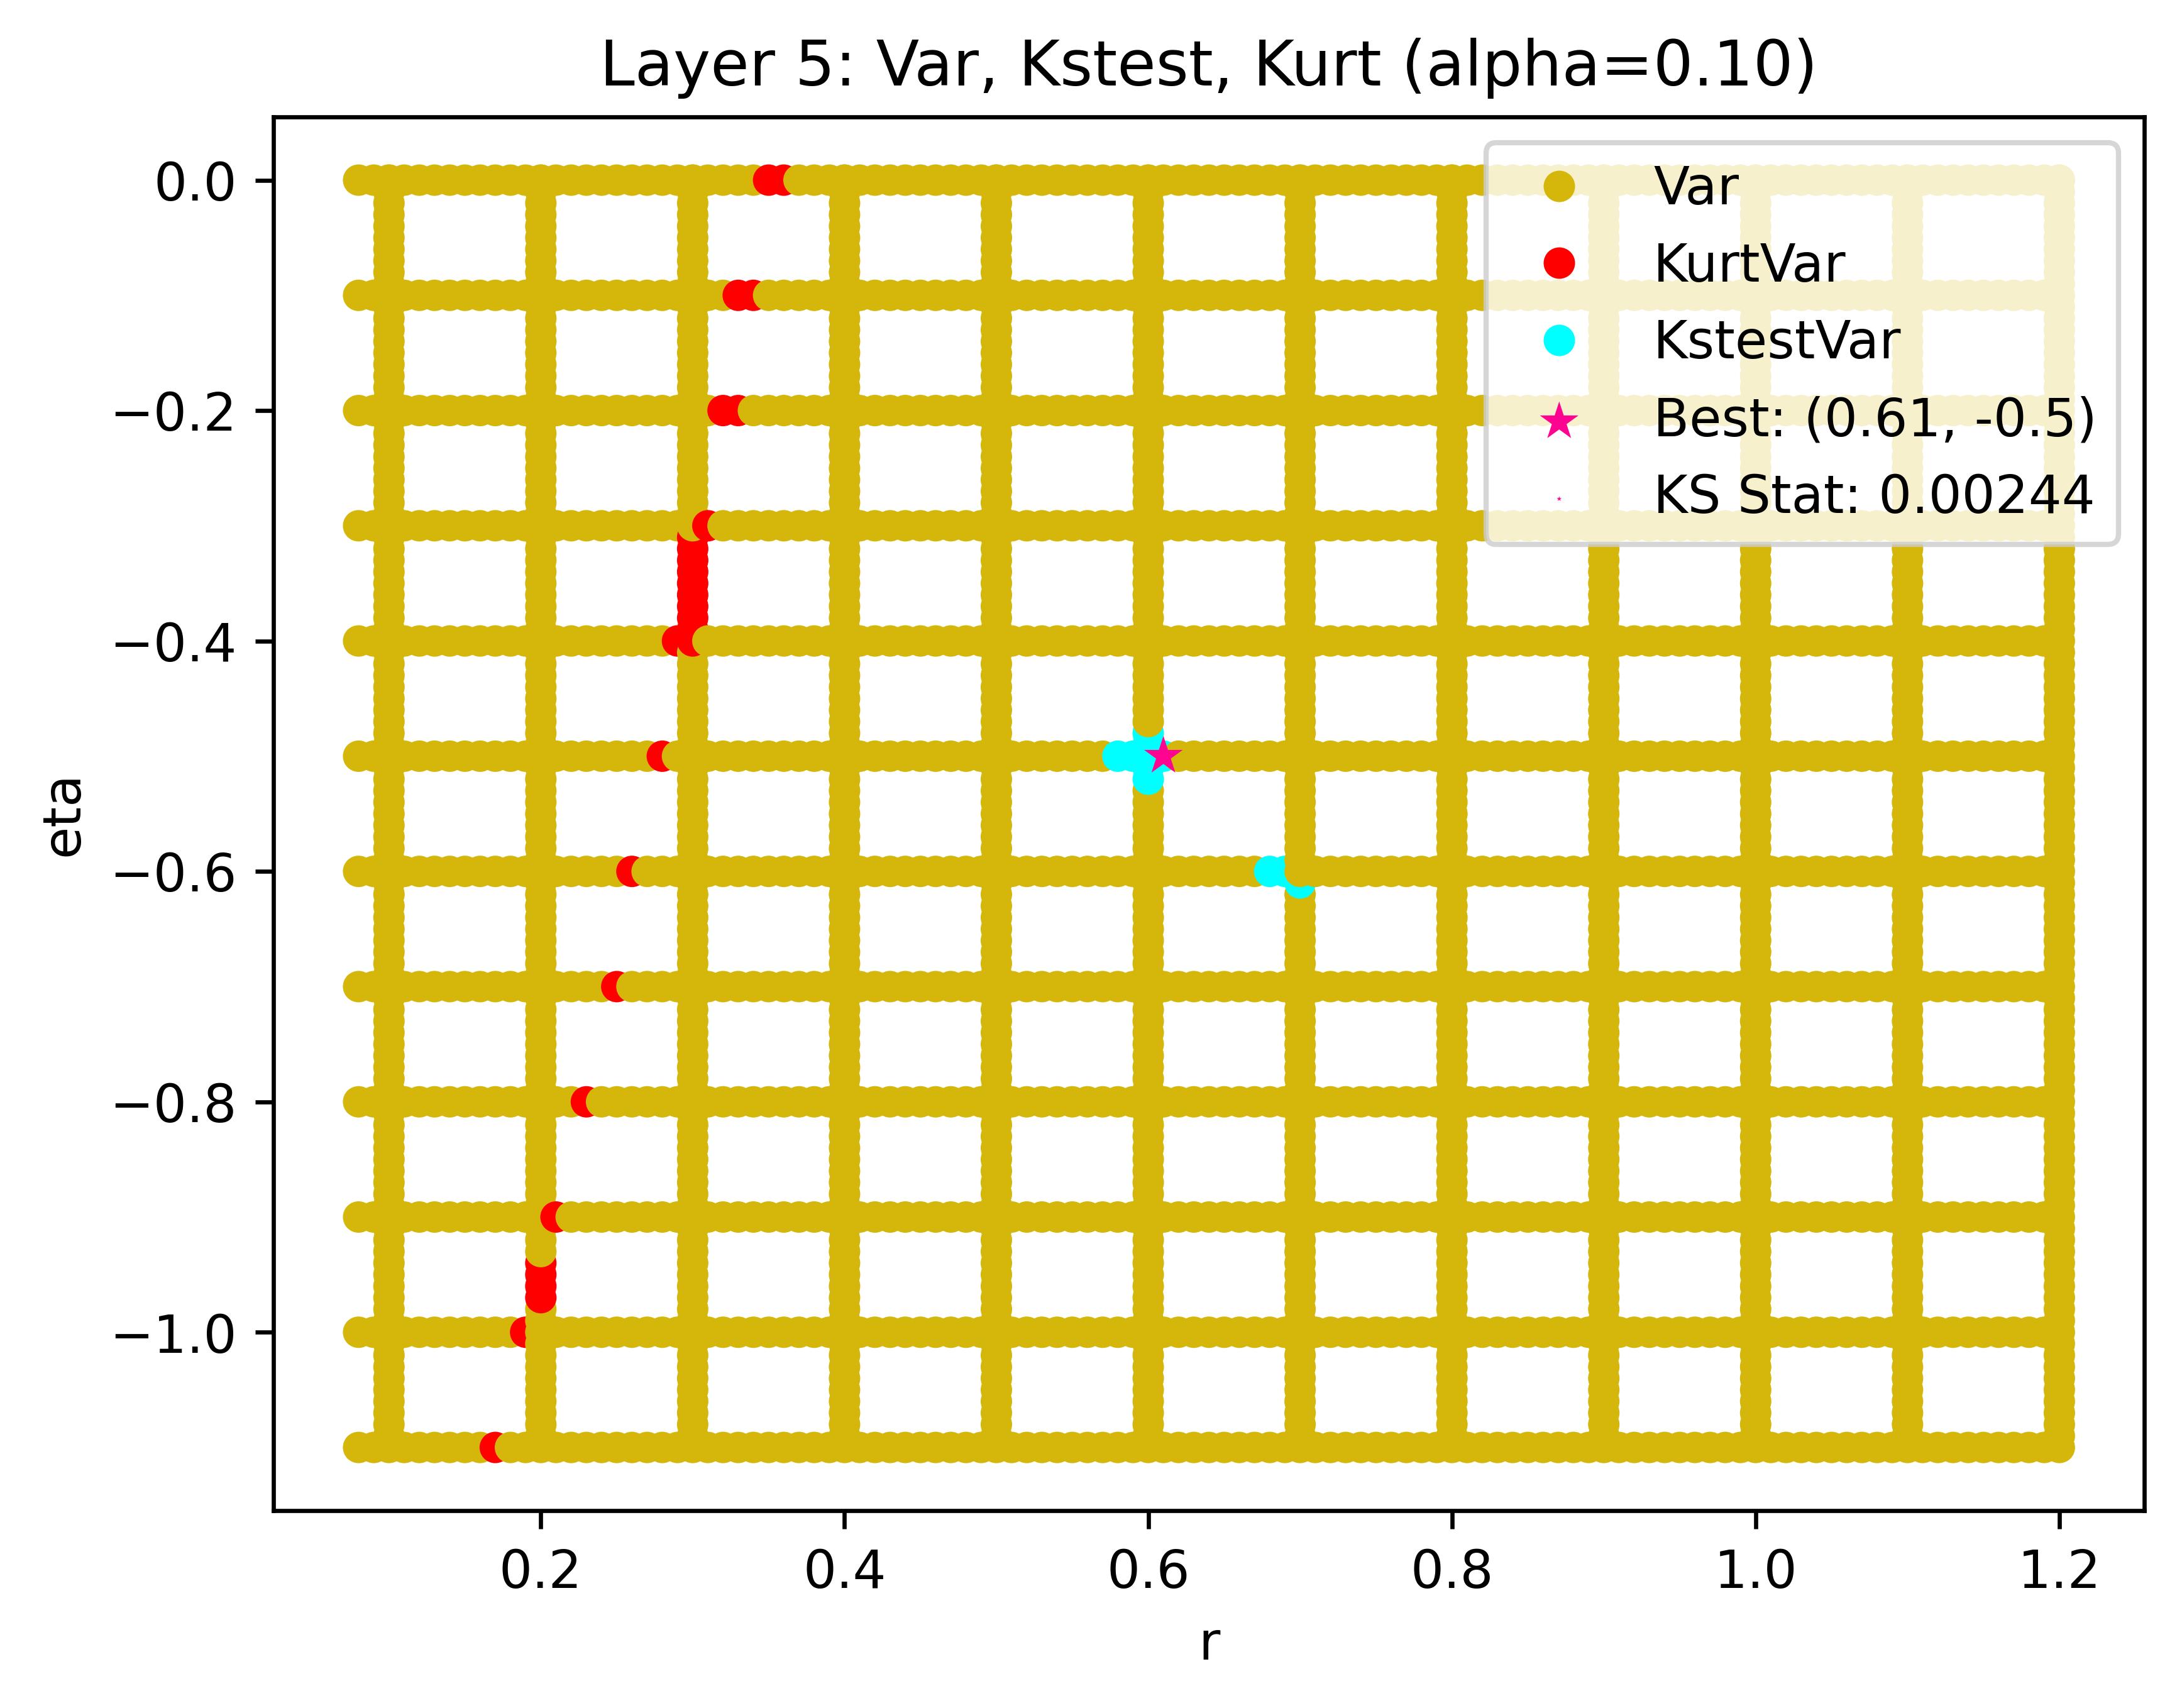 Layer 5: Var, Kstest, Kurt (alpha=0.10)
Var
KurtVar
KstestVar
Best: (0.61, -0.5)
KS Stat: 0.00244
eta
0.0
−0.2
−0.4
−0.6
−0.8
−1.0
0.2 0.4 0.6 0.8 1.0 1.2
r